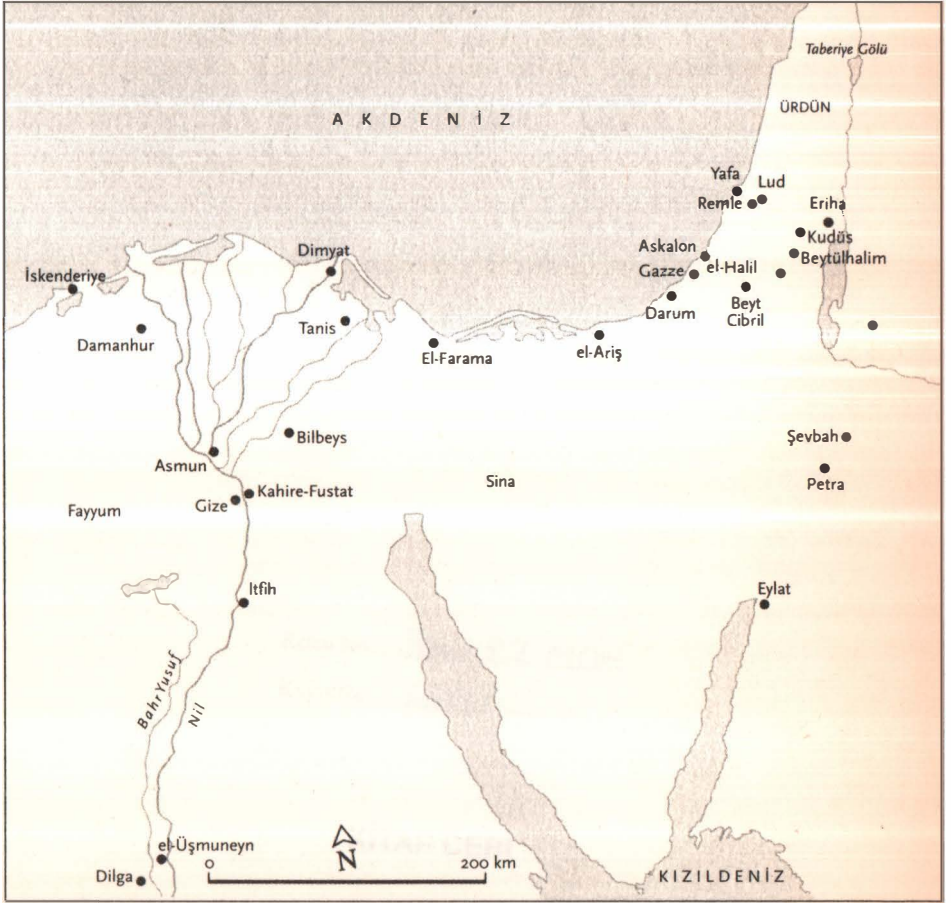 Taberiye Gölü
AKDENİZ
ÜRDÜN
Yafa
Lud
Remle
Eriha
Kudüs
Askalon
Dimyat
Beytülhalim
el-Halil
Gazze
İskenderiye
Beyt
Cibril
Darum
Tanis
Damanhur
El-Farama
el-Ariş
Bilbeys
Şevbah
Asmun
Petra
Sina
Kahire-Fustat
Gize
Fayyum
Itfih
Eylat
Bahr Yusuf
Nil
el-Üşmuneyn
N
0 200 km
Dilga
KIZILDENİZ